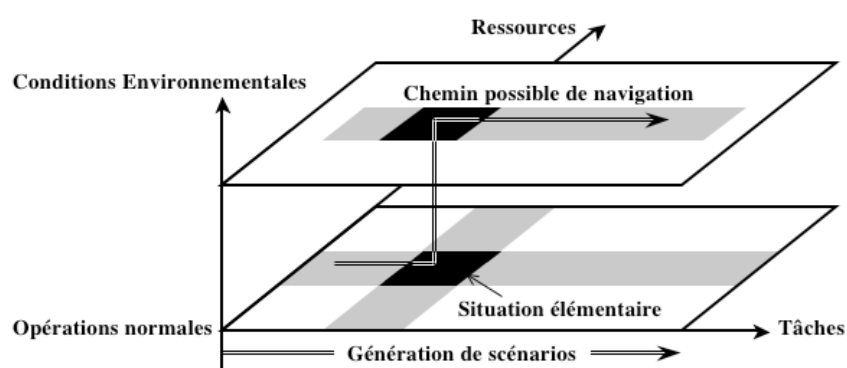 Ressources
Conditions Environnementales
Chemin possible de navigation
Situation élémentaire
Opérations normales
Tâches
Génération de scénarios